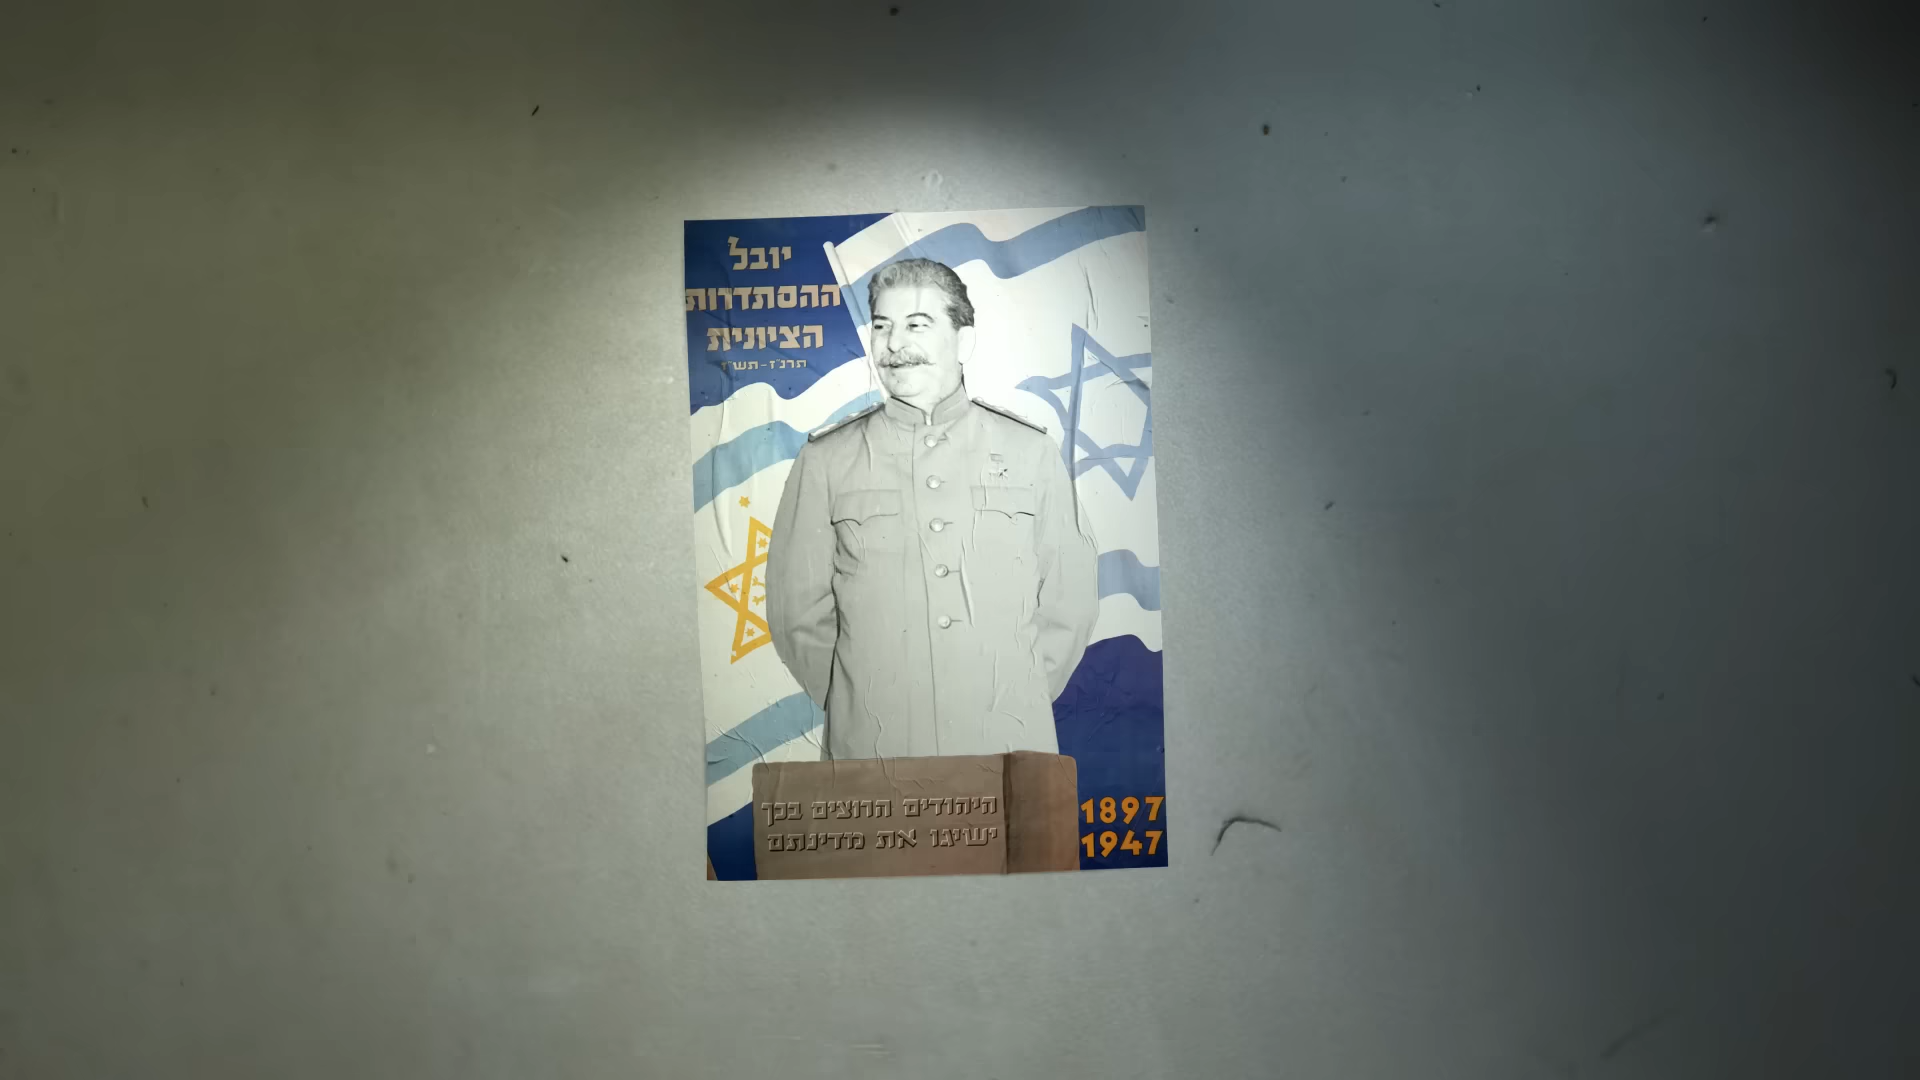 יובל
ההסתדרות
הציונית
תרנ"ז-תש"ז
היהודים הרוצים בכך
ישיגו את מדינתם
1897
1947